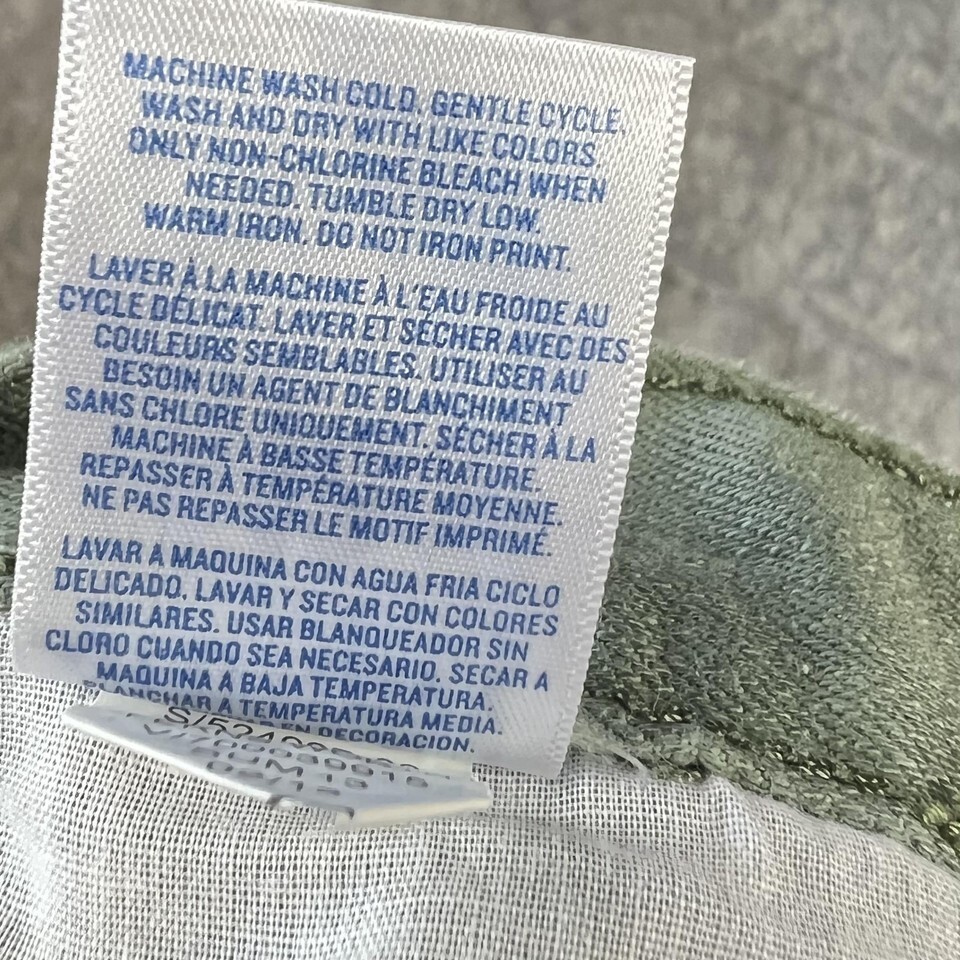 MACHINE WASH COLD, GENTLE CYCLE.
WASH AND DRY WITH LIKE COLORS.
ONLY NON-CHLORINE BLEACH WHEN
NEEDED. TUMBLE DRY LOW.
WARM IRON. DO NOT IRON PRINT.
LAVER À LA MACHINE À L'EAU FROIDE AU
CYCLE DÉLICAT. LAVER ET SÉCHER AVEC DES
COULEURS SEMBLABLES. UTILISER AU
BESOIN UN AGENT DE BLANCHIMENT
SANS CHLORE UNIQUEMENT. SÉCHER À LA
MACHINE À BASSE TEMPÉRATURE.
REPASSER À TEMPÉRATURE MOYENNE.
NE PAS REPASSER LE MOTIF IMPRIMÉ.
LAVAR A MAQUINA CON AGUA FRIA CICLO
DELICADO. LAVAR Y SECAR CON COLORES
SIMILARES. USAR BLANQUEADOR SIN
CLORO CUANDO SEA NECESARIO. SECAR A
MAQUINA A BAJA TEMPERATURA.
PLANCHAR A TEMPERATURA MEDIA.
EN DECORACION.